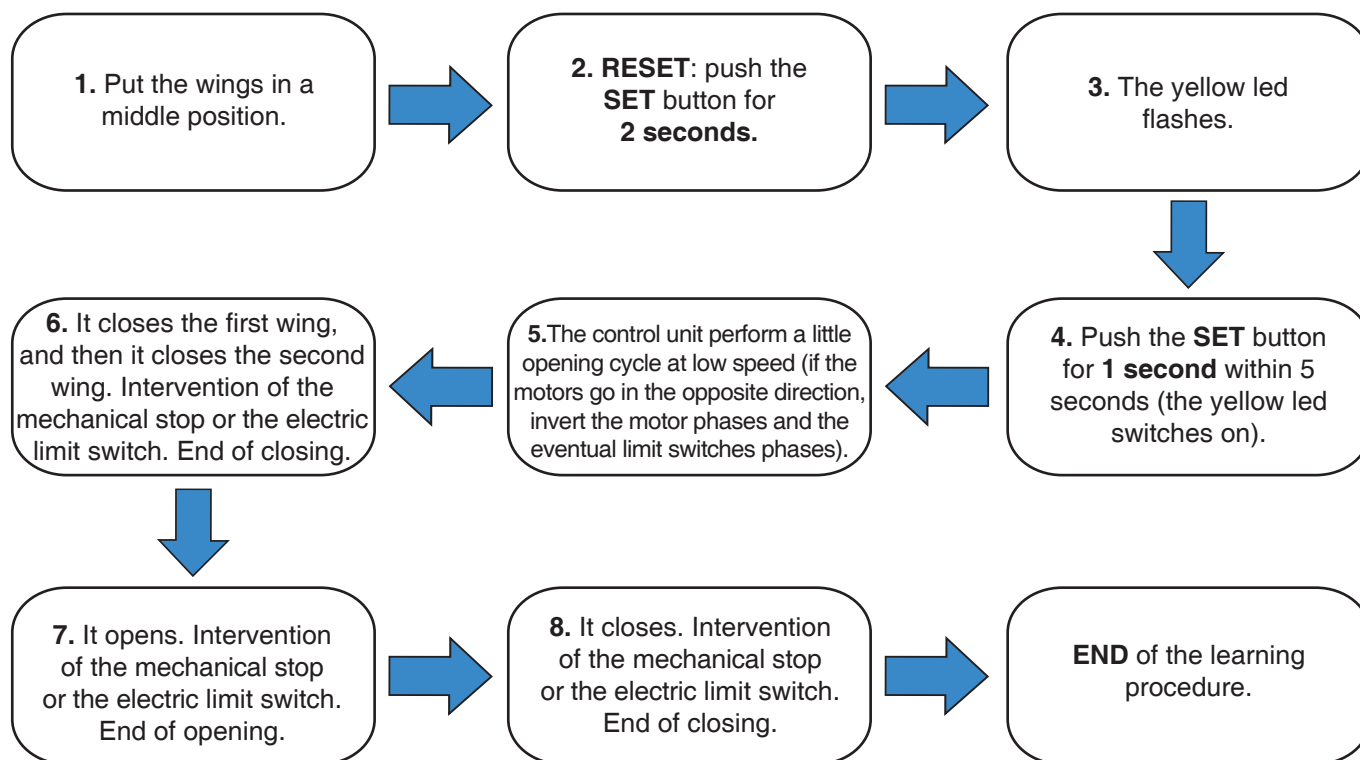 1. Put the wings in a
middle position.
2. RESET: push the
SET button for
2 seconds.
3. The yellow led
flashes.
4. Push the SET button
for 1 second within 5
seconds (the yellow led
switches on).
5.The control unit perform a little
opening cycle at low speed (if the
motors go in the opposite direction,
invert the motor phases and the
eventual limit switches phases).
6. It closes the first wing,
and then it closes the second
wing. Intervention of the
mechanical stop or the electric
limit switch. End of closing.
7. It opens. Intervention
of the mechanical stop
or the electric limit switch.
End of opening.
8. It closes. Intervention
of the mechanical stop
or the electric limit switch.
End of closing.
END of the learning
procedure.